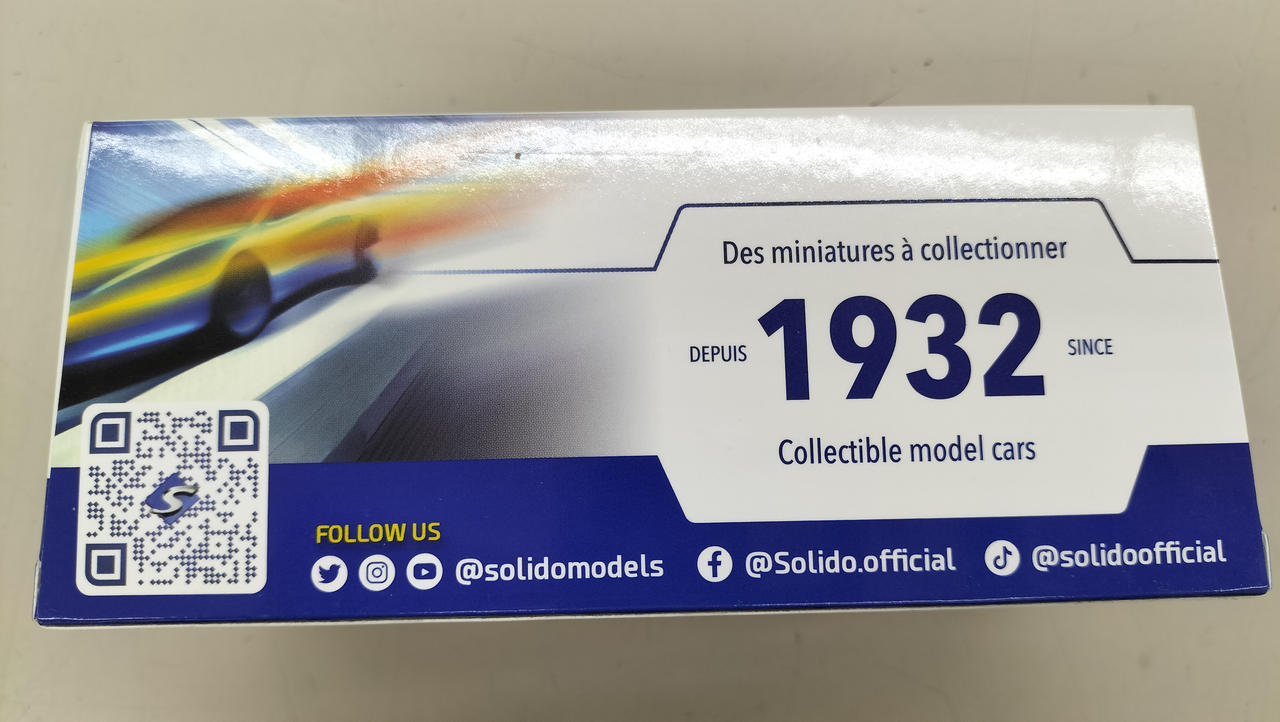 Des miniatures à collectionner
DEPUIS 1932 SINCE
Collectible model cars
FOLLOW US
@solidomodels @Solido.official @solidoofficial